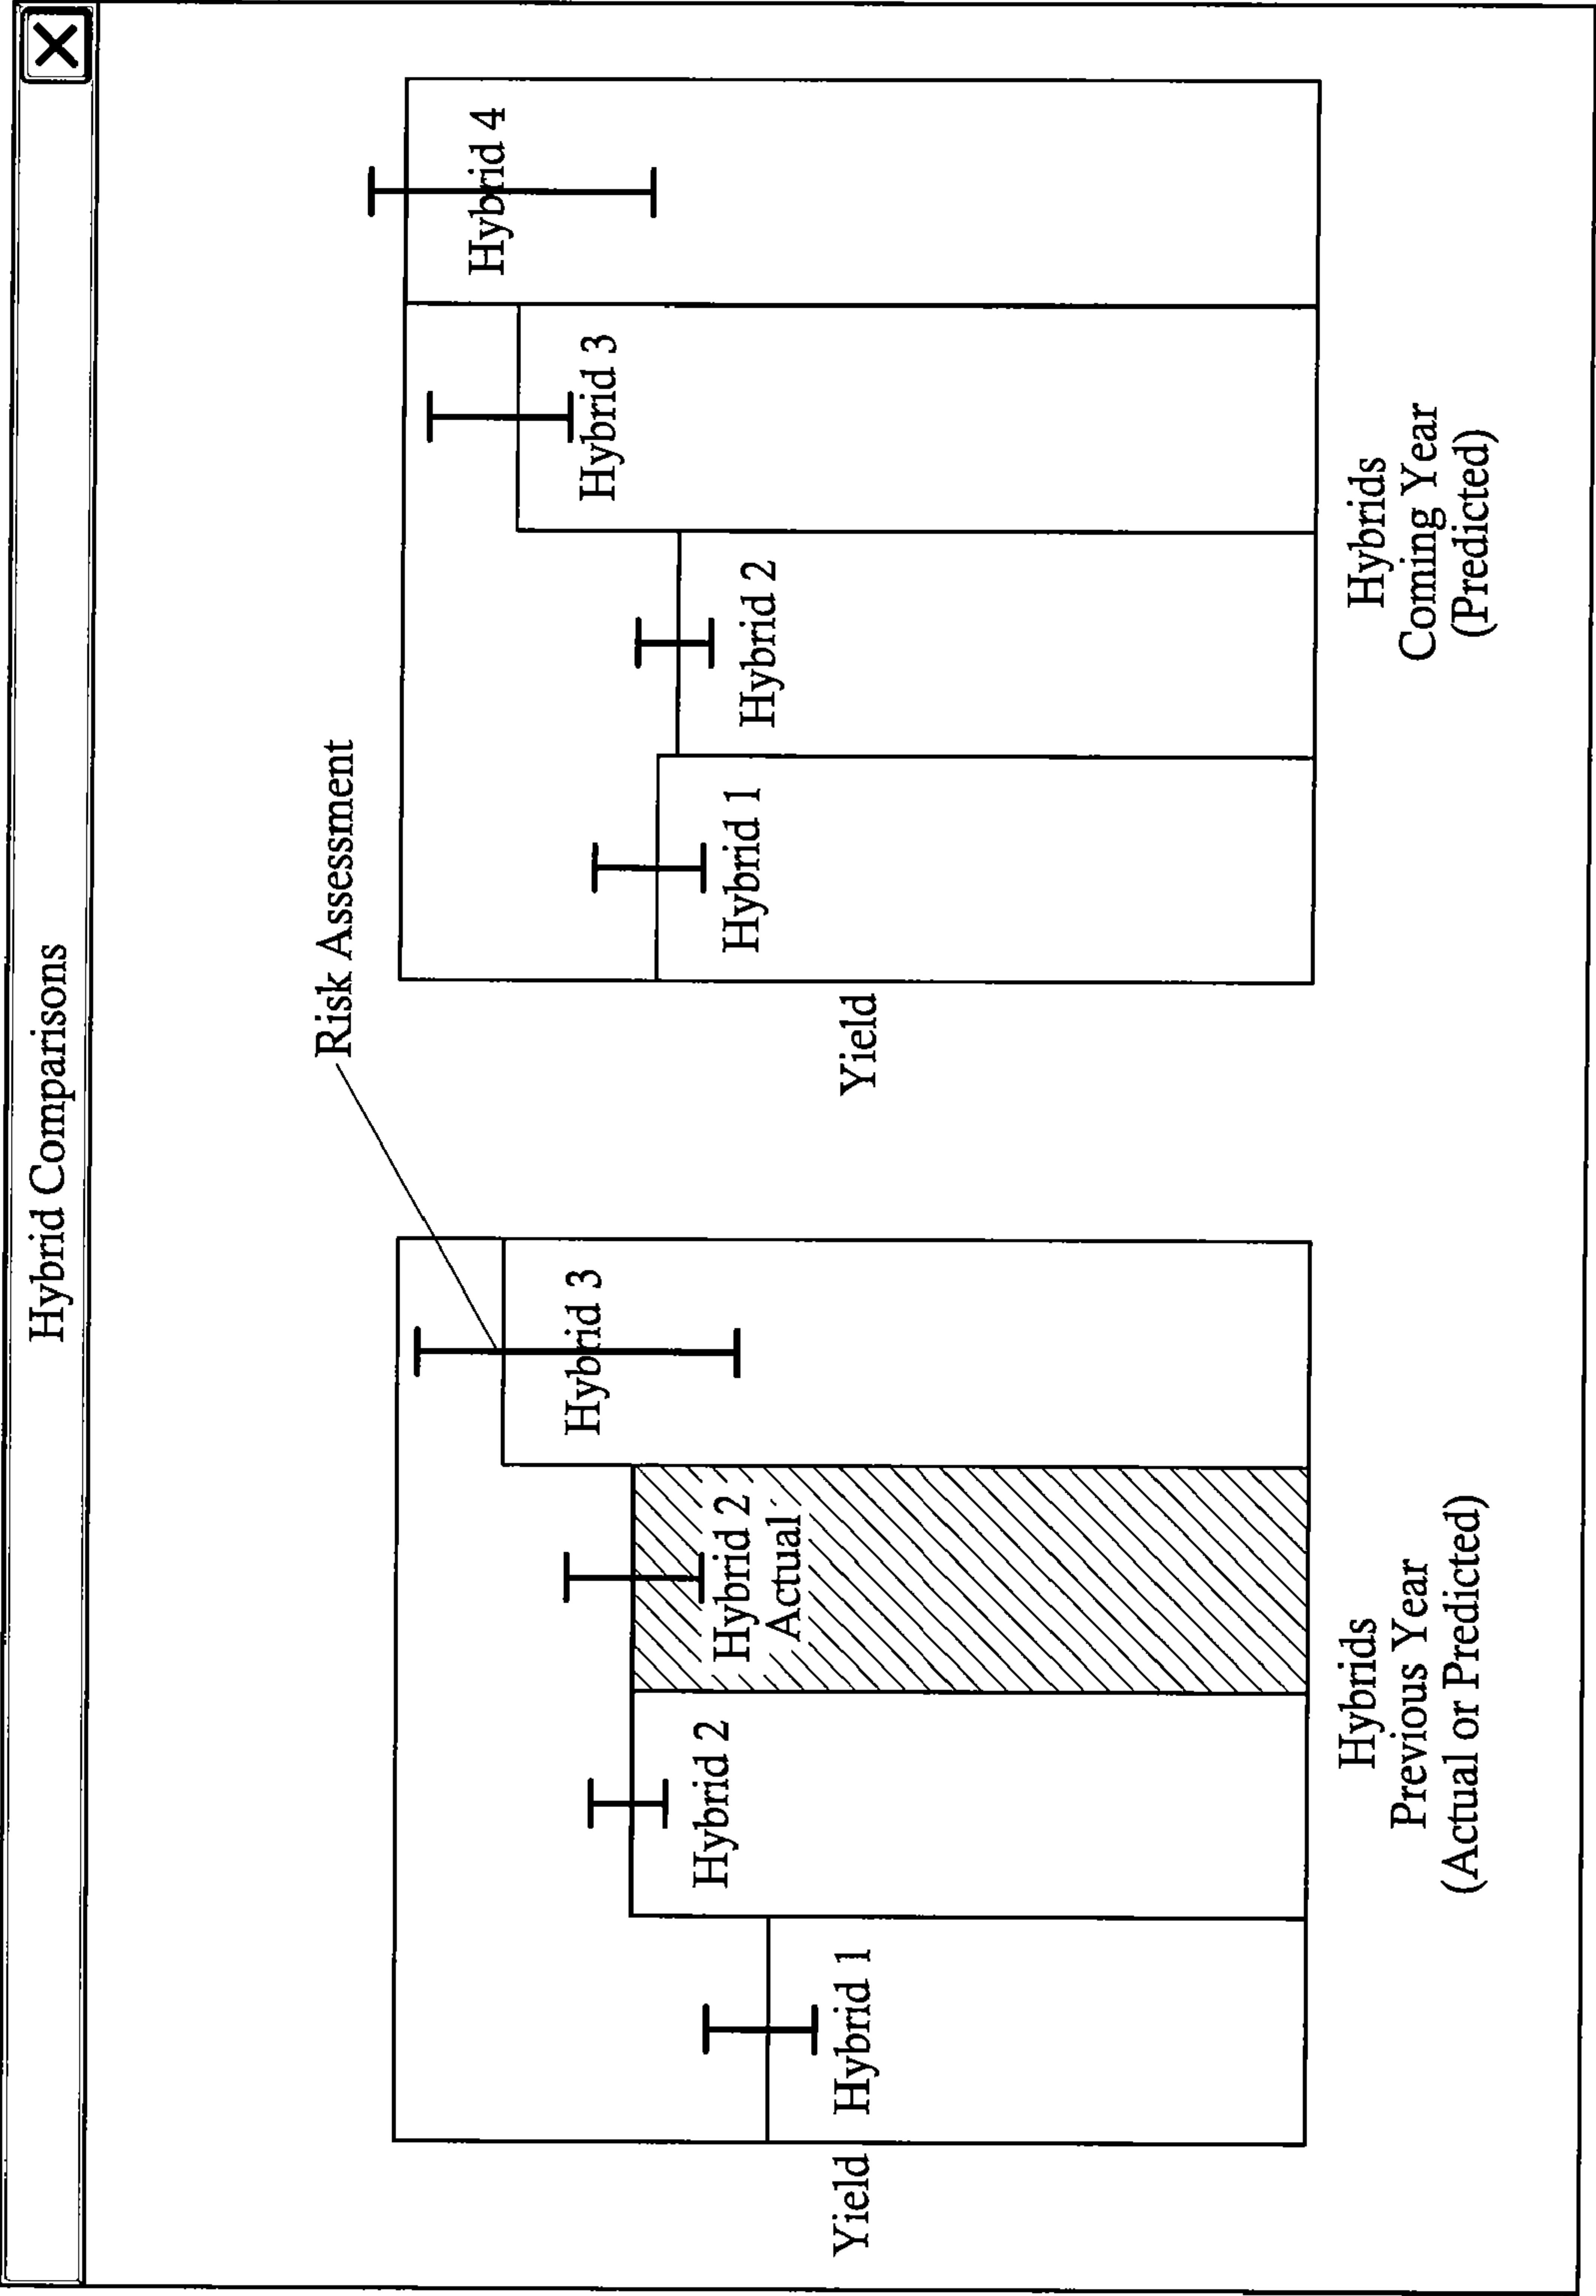 Hybrid Comparisons
Risk Assessment
Yield
Hybrid 1
Hybrid 2
Hybrid 2
Actual
Hybrid 3
Hybrids
Previous Year
(Actual or Predicted)
Yield
Hybrid 1
Hybrid 2
Hybrid 3
Hybrid 4
Hybrids
Coming Year
(Predicted)